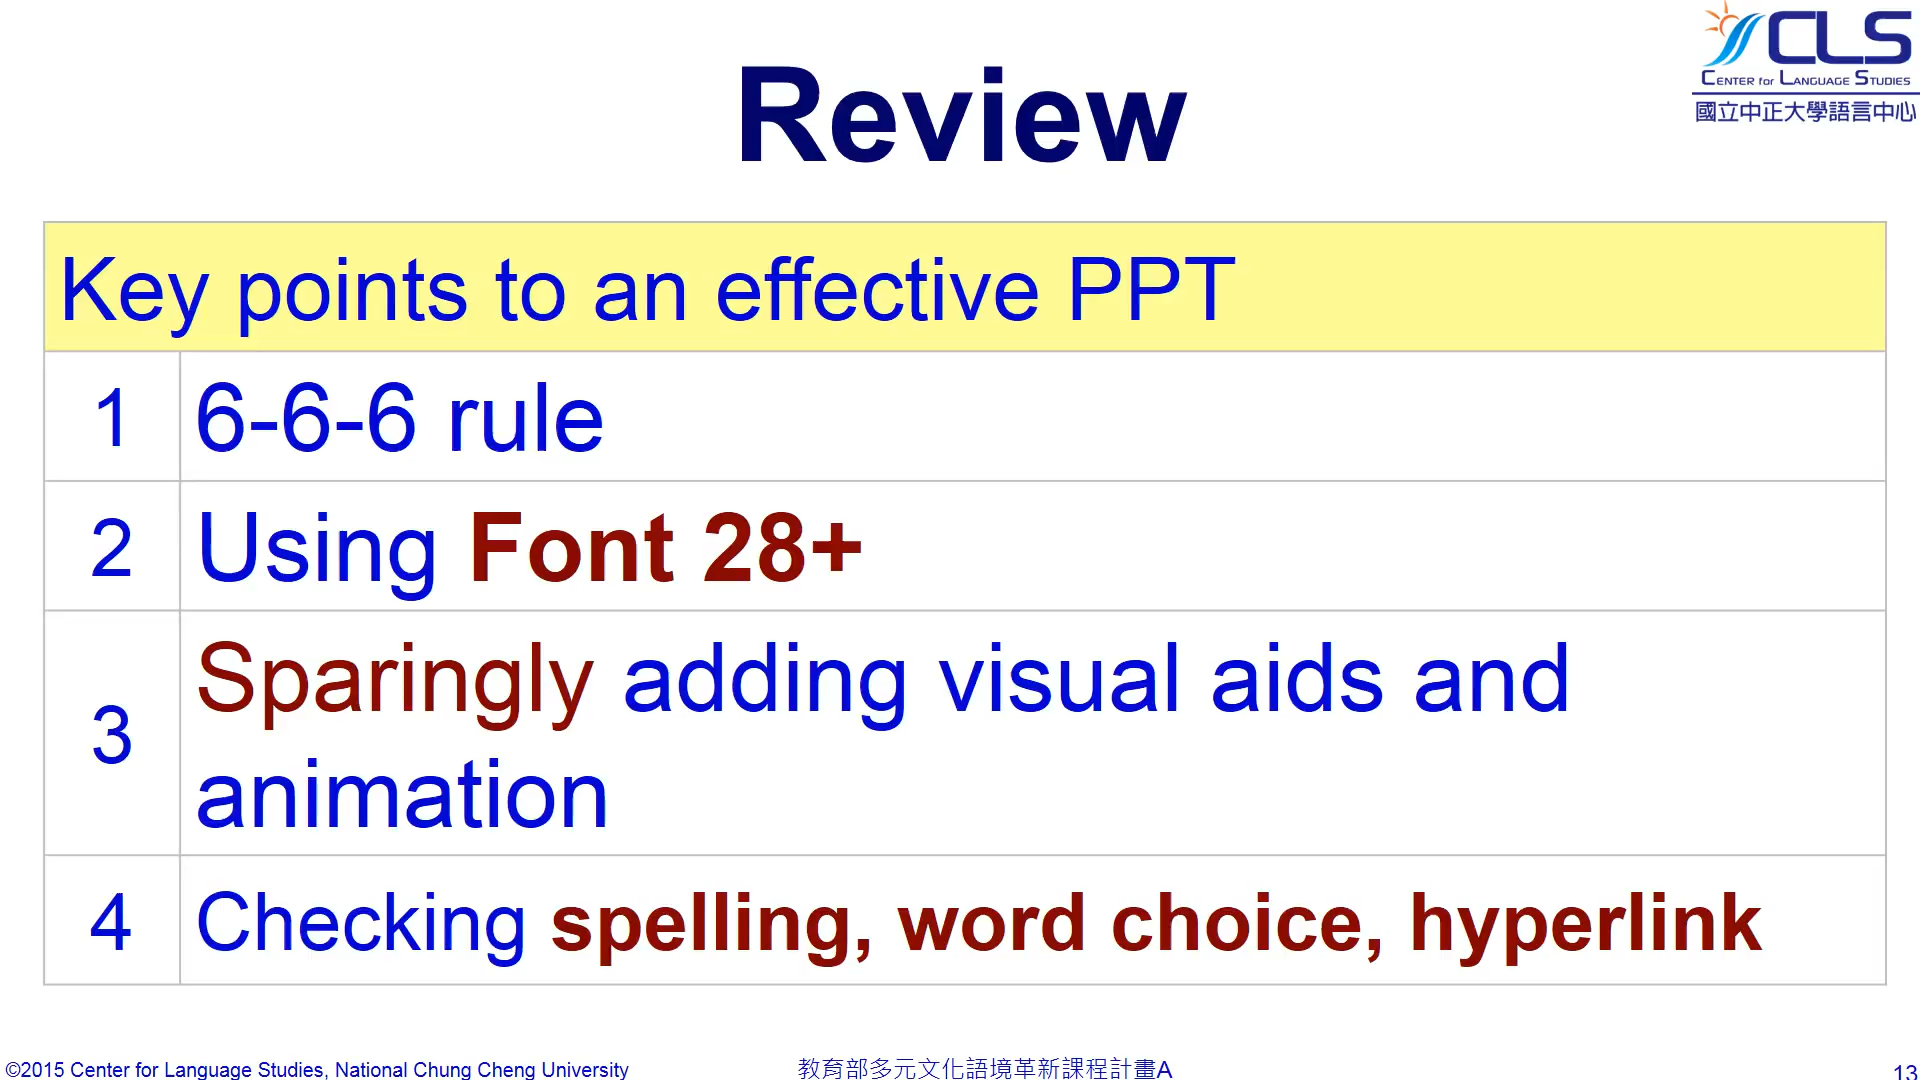 CLS
CENTER for LANGUAGE STUDIES
國立中正大學語言中心
Review
Key points to an effective PPT
1 6-6-6 rule
2 Using Font 28+
3 Sparingly adding visual aids and
animation
4 Checking spelling, word choice, hyperlink
©2015 Center for Language Studies, National Chung Cheng University 教育部多元文化語境革新課程計畫A 13